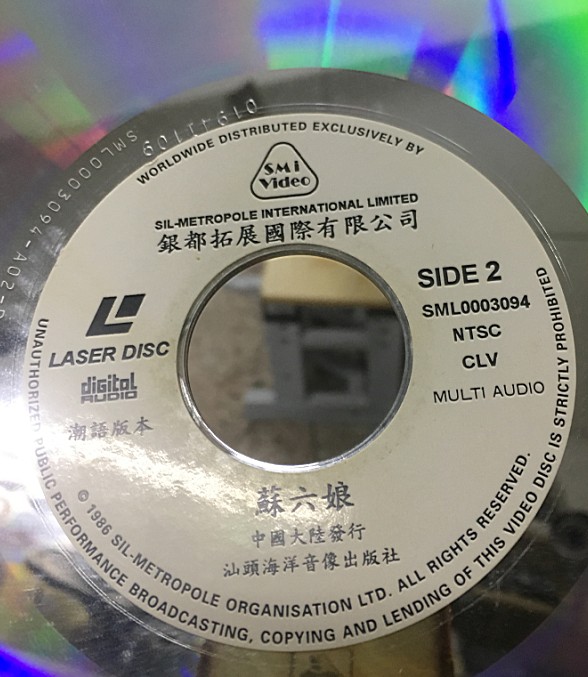 01941109
SML0003094-A02-
WORLDWIDE DISTRIBUTED EXCLUSIVELY BY
SMi
Video
SIL-METROPOLE INTERNATIONAL LIMITED
銀都拓展國際有限公司
SIDE 2
SML0003094
NTSC
CLV
MULTI AUDIO
LASER DISC
digital
AUDIO
潮語版本
蘇六娘
中國大陸發行
汕頭海洋音像出版社
© 1986 SIL-METROPOLE ORGANISATION LTD. ALL RIGHTS RESERVED.
UNAUTHORIZED PUBLIC PERFORMANCE BROADCASTING, COPYING AND LENDING OF THIS VIDEO DISC IS STRICTLY PROHIBITED